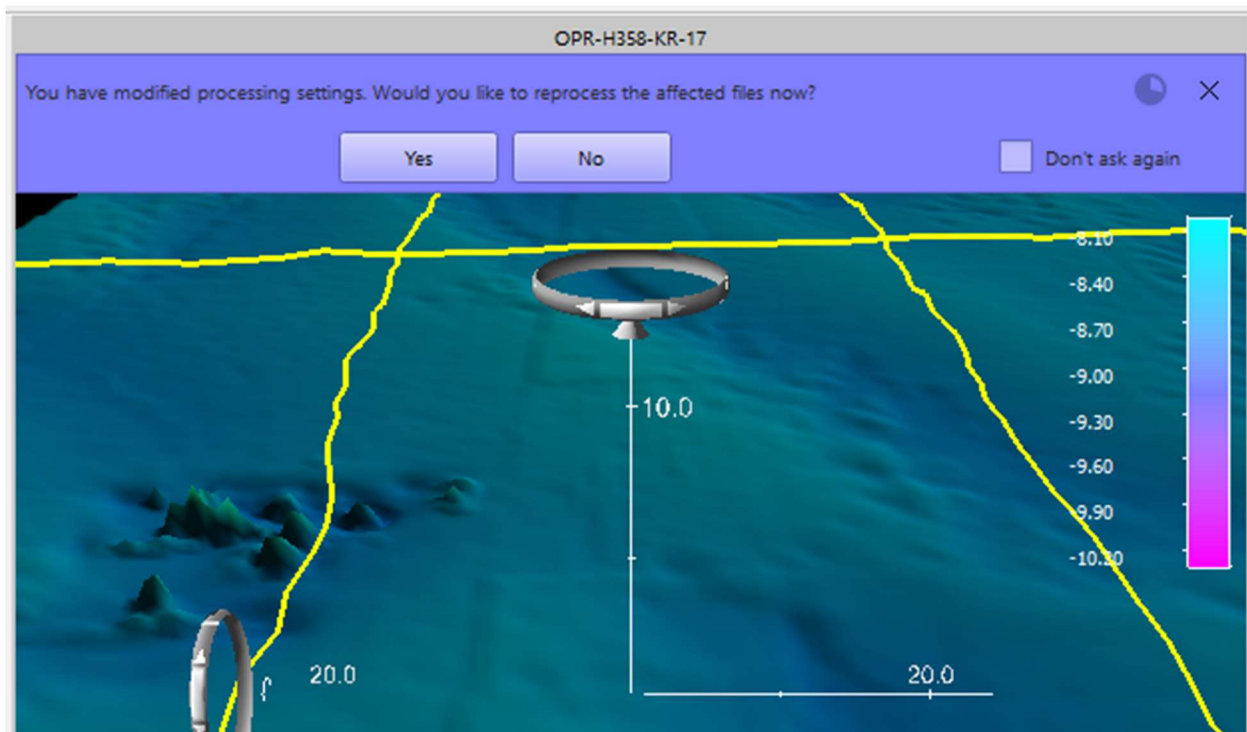 OPR-H358-KR-17
You have modified processing settings. Would you like to reprocess the affected files now?
Yes
No
Don't ask again
-8.10
-8.40
-8.70
-9.00
-9.30
-9.60
-9.90
-10.30
10.0
20.0
20.0